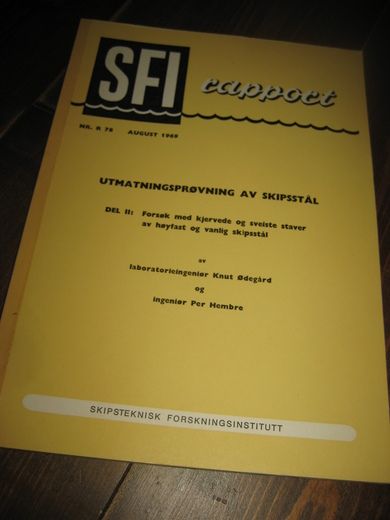 SFI rapport
NR. R 78 AUGUST 1969
UTMATNINGSPRØVNING AV SKIPSSTÅL
DEL II: Forsøk med kjervede og sveiste staver
av høyfast og vanlig skipsstål
av
laboratorieingeniør Knut Ødegård
og
ingeniør Per Hembre
SKIPSTEKNISK FORSKNINGSINSTITUTT